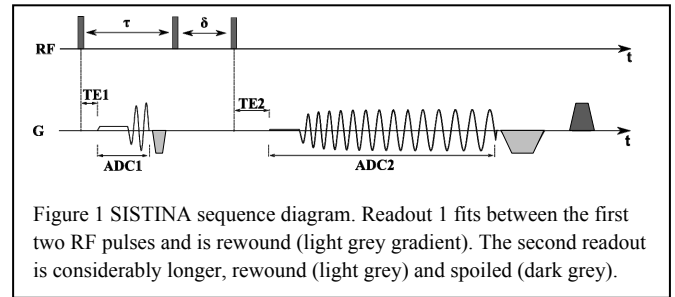 τ δ
RF t
TE1 TE2
G t
ADC1 ADC2
Figure 1 SISTINA sequence diagram. Readout 1 fits between the first
two RF pulses and is rewound (light grey gradient). The second readout
is considerably longer, rewound (light grey) and spoiled (dark grey).